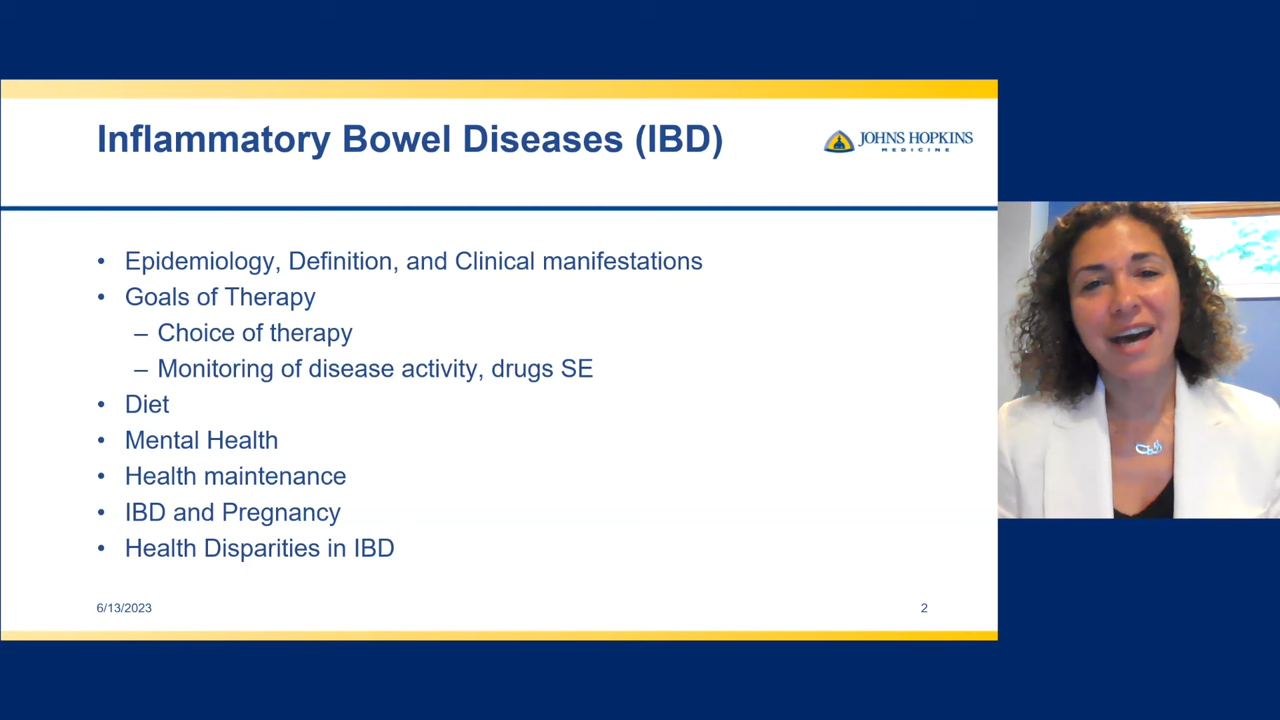 Inflammatory Bowel Diseases (IBD)
JOHNS HOPKINS
MEDICINE
• Epidemiology, Definition, and Clinical manifestations
• Goals of Therapy
– Choice of therapy
– Monitoring of disease activity, drugs SE
• Diet
• Mental Health
• Health maintenance
• IBD and Pregnancy
• Health Disparities in IBD
6/13/2023
2